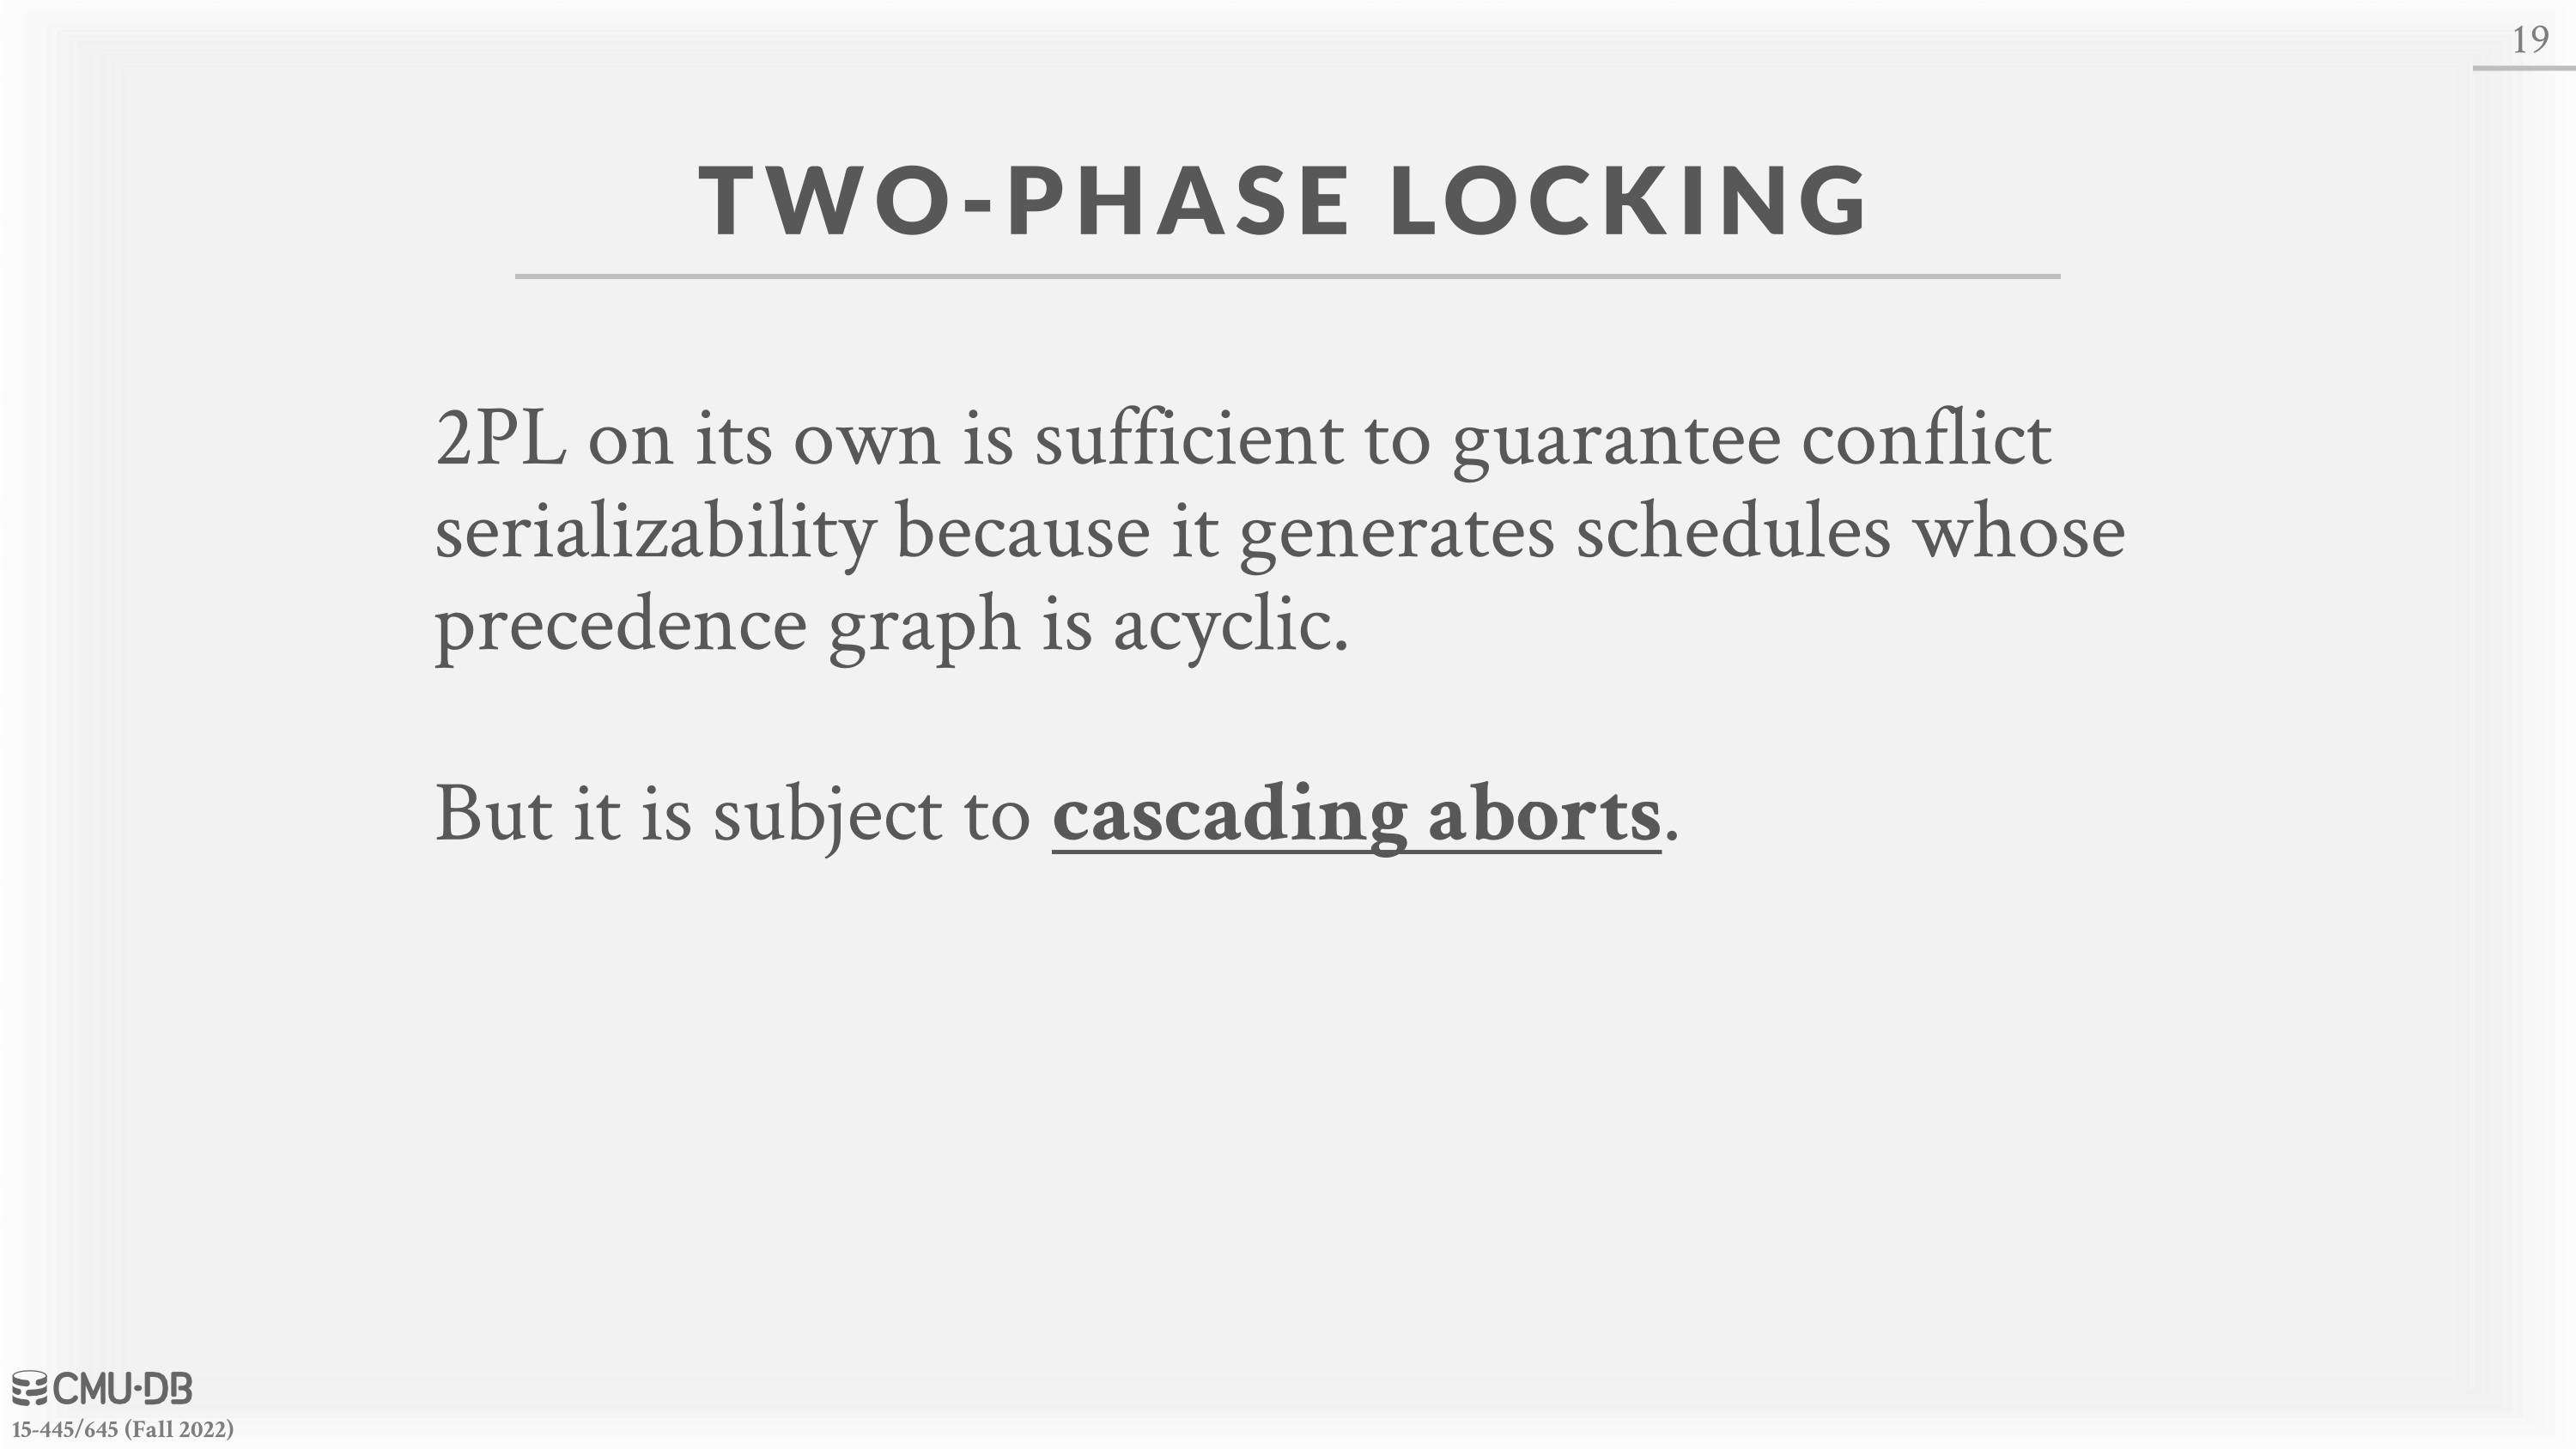 19
TWO-PHASE LOCKING
2PL on its own is sufficient to guarantee conflict
serializability because it generates schedules whose
precedence graph is acyclic.
But it is subject to cascading aborts.
CMU·DB
15-445/645 (Fall 2022)